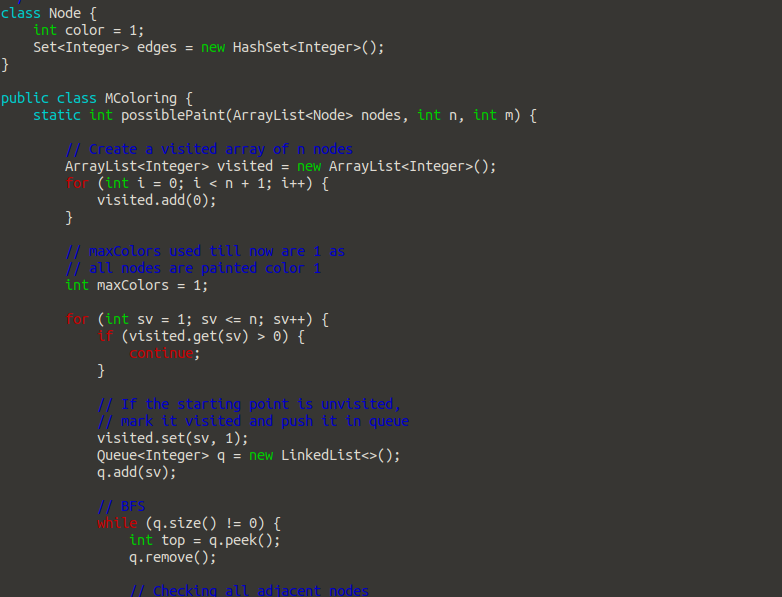 class Node {
    int color = 1;
    Set<Integer> edges = new HashSet<Integer>();
}

public class MColoring {
    static int possiblePaint(ArrayList<Node> nodes, int n, int m) {

        // Create a visited array of n nodes
        ArrayList<Integer> visited = new ArrayList<Integer>();
        for (int i = 0; i < n + 1; i++) {
            visited.add(0);
        }

        // maxColors used till now are 1 as
        // all nodes are painted color 1
        int maxColors = 1;

        for (int sv = 1; sv <= n; sv++) {
            if (visited.get(sv) > 0) {
                continue;
            }

            // If the starting point is unvisited,
            // mark it visited and push it in queue
            visited.set(sv, 1);
            Queue<Integer> q = new LinkedList<>();
            q.add(sv);

            // BFS
            while (q.size() != 0) {
                int top = q.peek();
                q.remove();

                // Checking all adjacent nodes